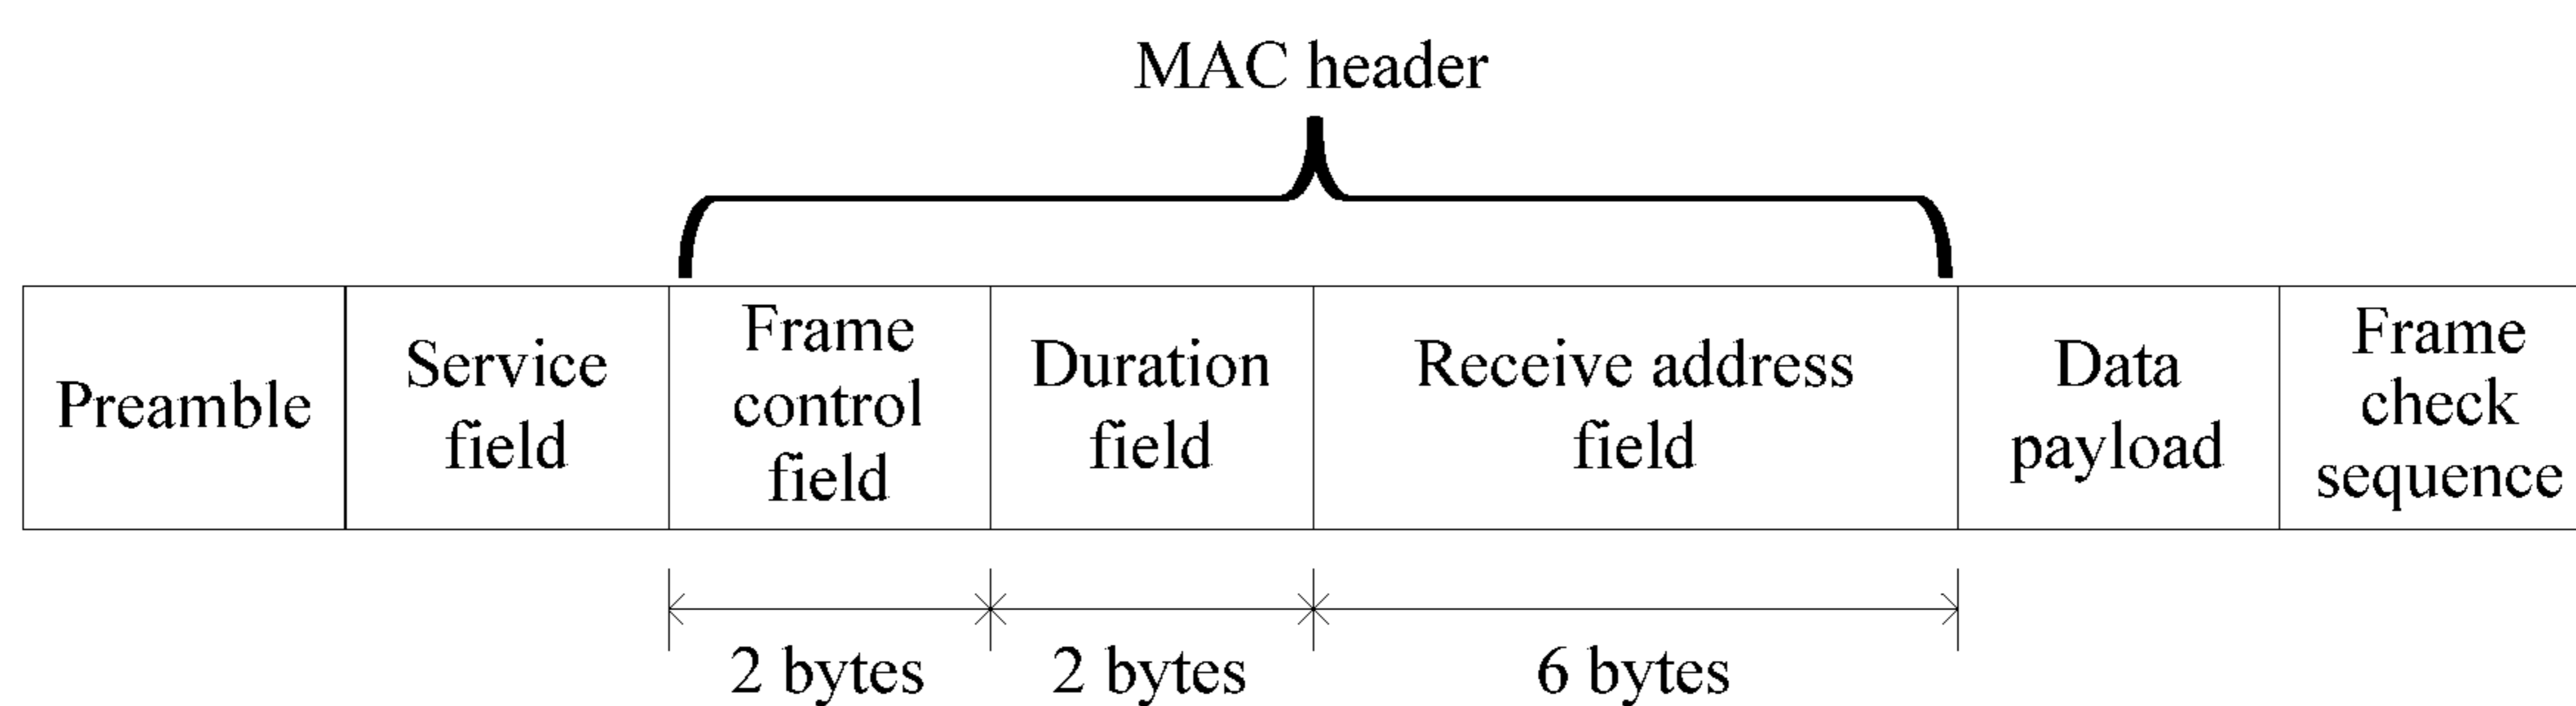 MAC header
Preamble
Service
field
Frame
control
field
Duration
field
Receive address
field
Data
payload
Frame
check
sequence
2 bytes
2 bytes
6 bytes